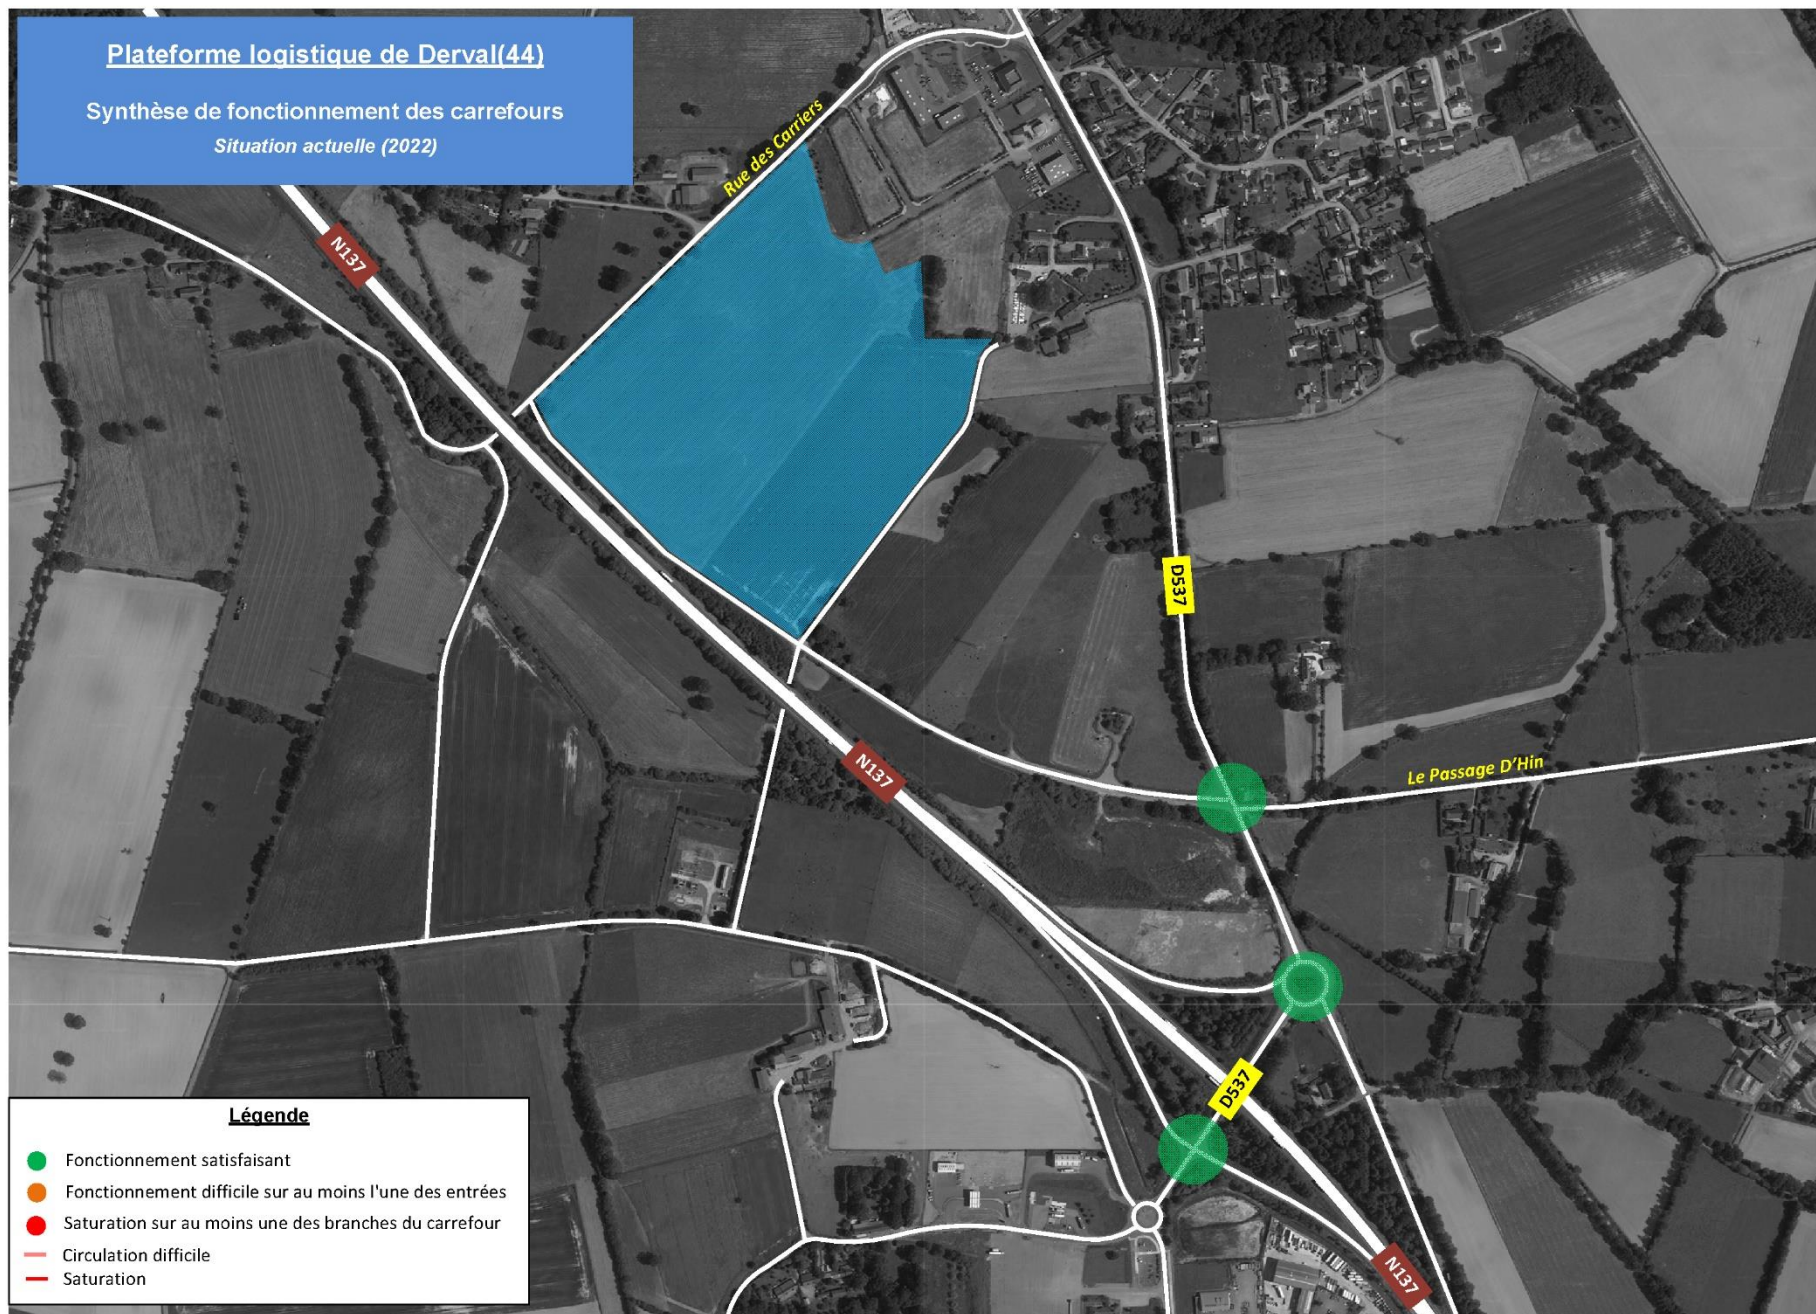 Plateforme logistique de Derval(44)
Synthèse de fonctionnement des carrefours
Situation actuelle (2022)
Rue des Carriers
N137
D537
N137
Le Passage D'Hin
D537
N137
Légende
Fonctionnement satisfaisant
Fonctionnement difficile sur au moins l'une des entrées
Saturation sur au moins une des branches du carrefour
Circulation difficile
Saturation